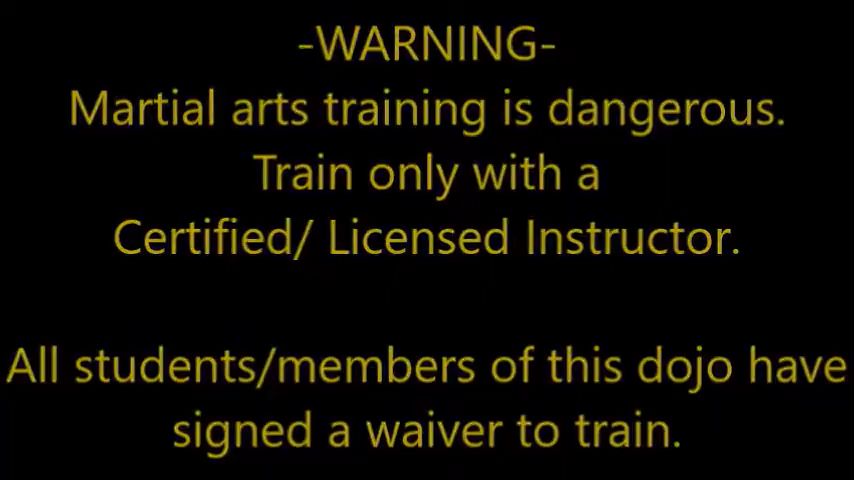 -WARNING-
Martial arts training is dangerous.
Train only with a
Certified/ Licensed Instructor.
All students/members of this dojo have
signed a waiver to train.